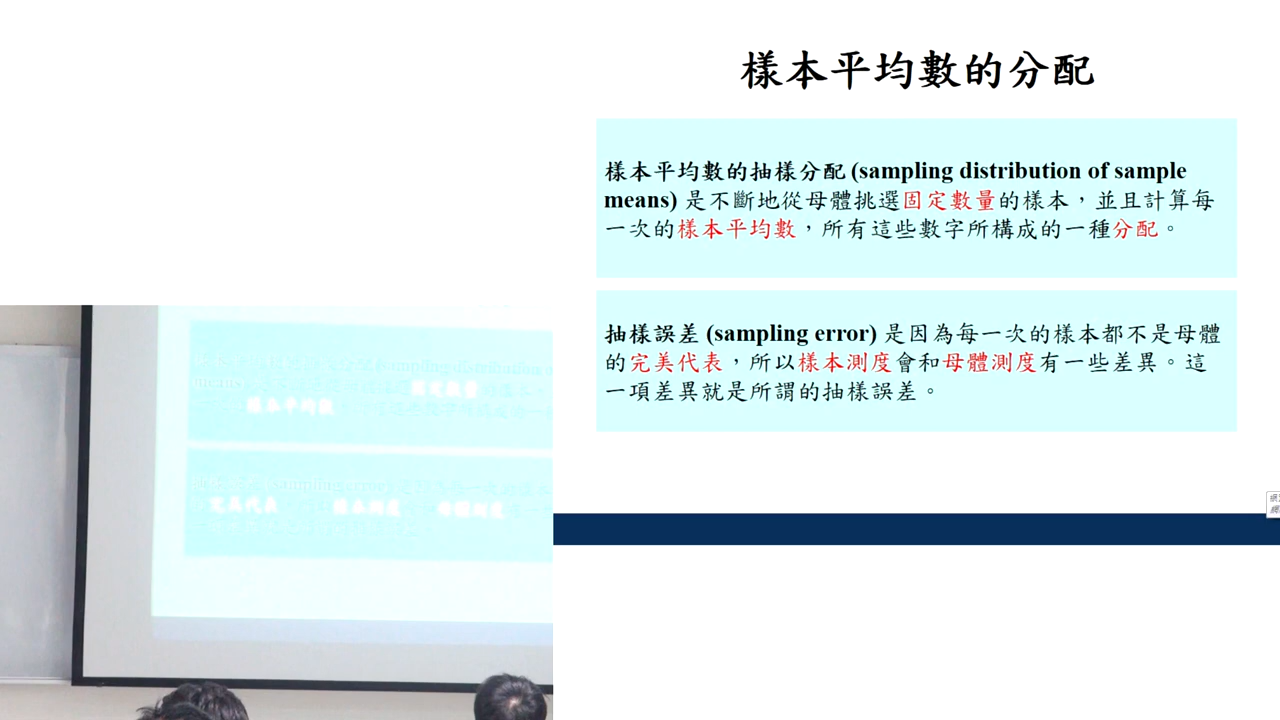 樣本平均數的分配
樣本平均數的抽樣分配 (sampling distribution of sample
means) 是不斷地從母體挑選固定數量的樣本，並且計算每
一次的樣本平均數，所有這些數字所構成的一種分配。
抽樣誤差 (sampling error) 是因為每一次的樣本都不是母體
的完美代表，所以樣本測度會和母體測度有一些差異。這
一項差異就是所謂的抽樣誤差。